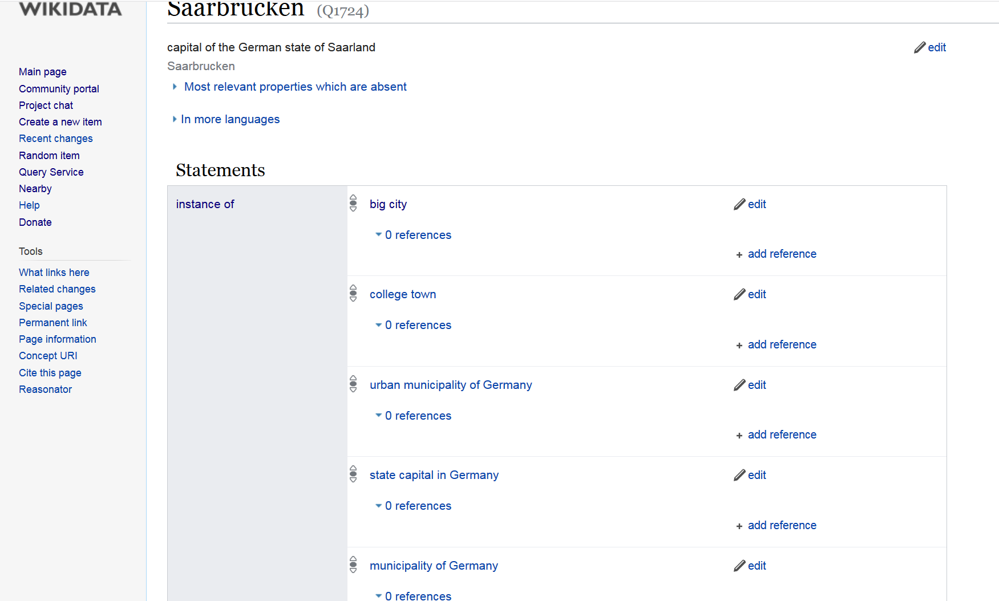 WIKIDATA
Saarbrücken (Q1724)
capital of the German state of Saarland
edit
Saarbrucken
Most relevant properties which are absent
In more languages
Main page
Community portal
Project chat
Create a new item
Recent changes
Random item
Query Service
Nearby
Help
Donate
Tools
What links here
Related changes
Special pages
Permanent link
Page information
Concept URI
Cite this page
Reasonator
Statements
instance of
big city
edit
0 references
+ add reference
college town
edit
0 references
+ add reference
urban municipality of Germany
edit
0 references
+ add reference
state capital in Germany
edit
0 references
+ add reference
municipality of Germany
edit
0 references